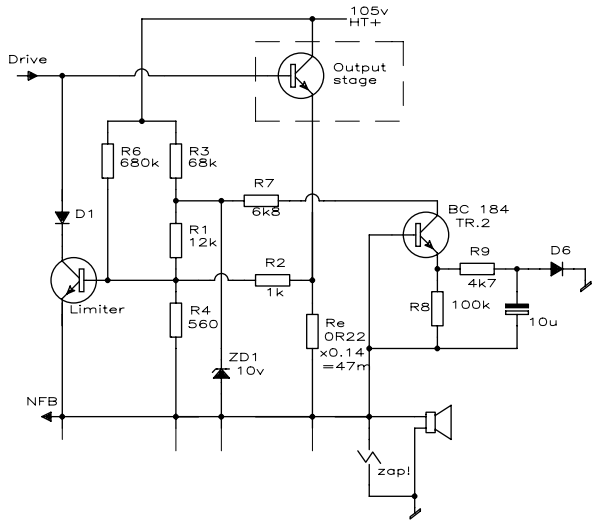 105v
HT+
Drive
Output
stage
R6
680k
R3
68k
R7
6k8
BC 184
TR.2
D1
R1
12k
R2
1k
R9
4k7
D6
Limiter
R4
560
Re
0R22
x0.14
=47m
R8
100k
10u
ZD1
10v
NFB
zap!